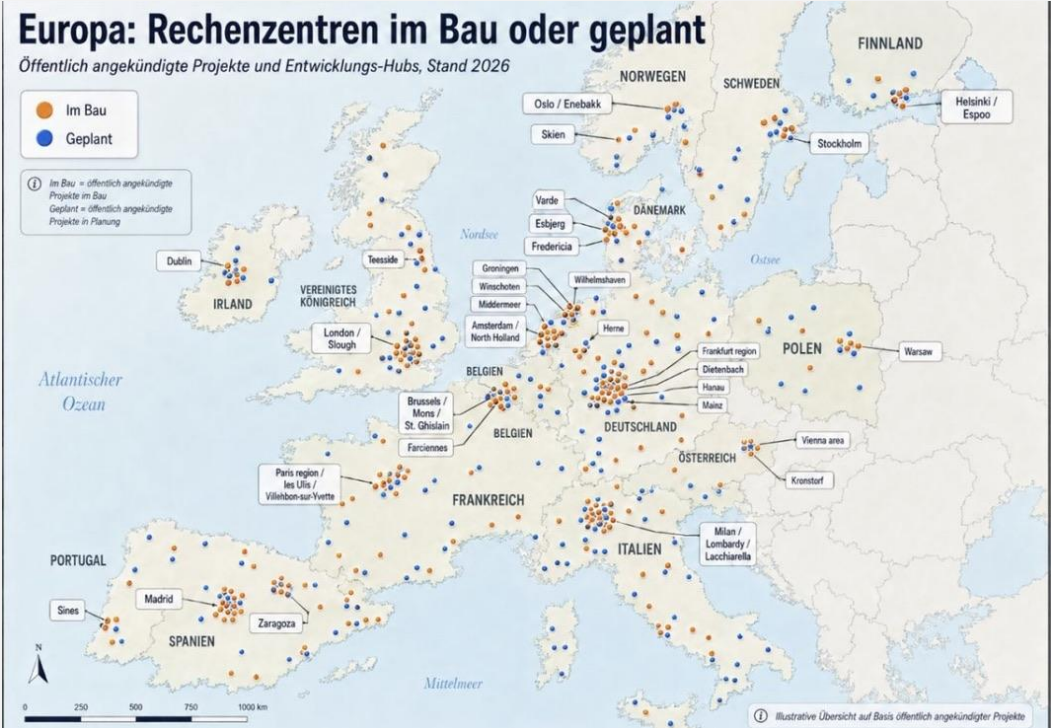 Europa: Rechenzentren im Bau oder geplant
Öffentlich angekündigte Projekte und Entwicklungs-Hubs, Stand 2026
Im Bau
Geplant
Im Bau = öffentlich angekündigte
Projekte im Bau
Geplant = öffentlich angekündigte
Projekte in Planung
FINNLAND
NORWEGEN
SCHWEDEN
Oslo / Enebakk
Helsinki /
Espoo
Skien
Stockholm
Varde
DÄNEMARK
Esbjerg
Fredericia
Nordsee
Ostsee
Dublin
Teesside
Groningen
Wilhelmshaven
Winschoten
VEREINIGTES
KÖNIGREICH
IRLAND
Middermeer
Amsterdam /
North Holland
Herne
London /
Slough
POLEN
Warsaw
Frankfurt region
Dietenbach
Hanau
Mainz
Atlantischer
Ozean
BELGIEN
Brussels /
Mons /
St. Ghislain
BELGIEN
DEUTSCHLAND
Farciennes
Vienna area
ÖSTERREICH
Kronstorf
Paris region /
les Ulis /
Villehbon-sur-Yvette
FRANKREICH
Milan /
Lombardy /
Lacchiarella
ITALIEN
PORTUGAL
Madrid
Sines
Zaragoza
SPANIEN
N
Mittelmeer
0 250 500 750 1000 km
Illustrative Übersicht auf Basis öffentlich angekündigter Projekte